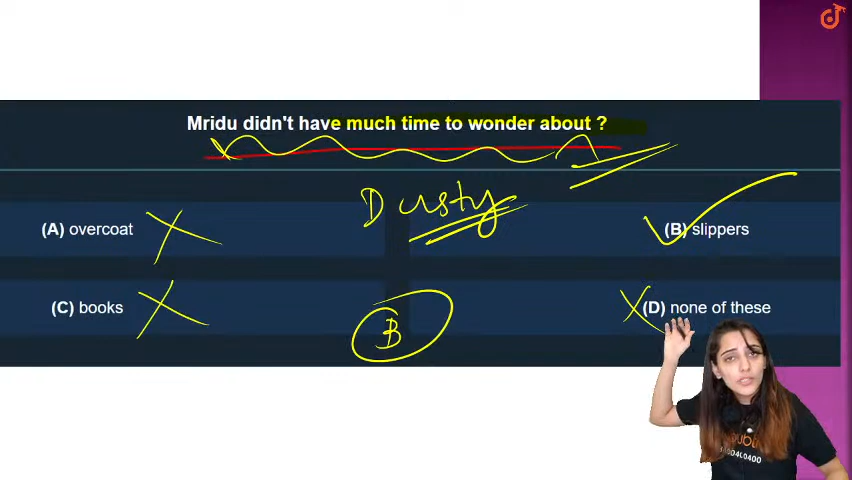 Mridu didn't have much time to wonder about ?
Dusty
(A) overcoat
(B) slippers
(C) books
(D) none of these
B